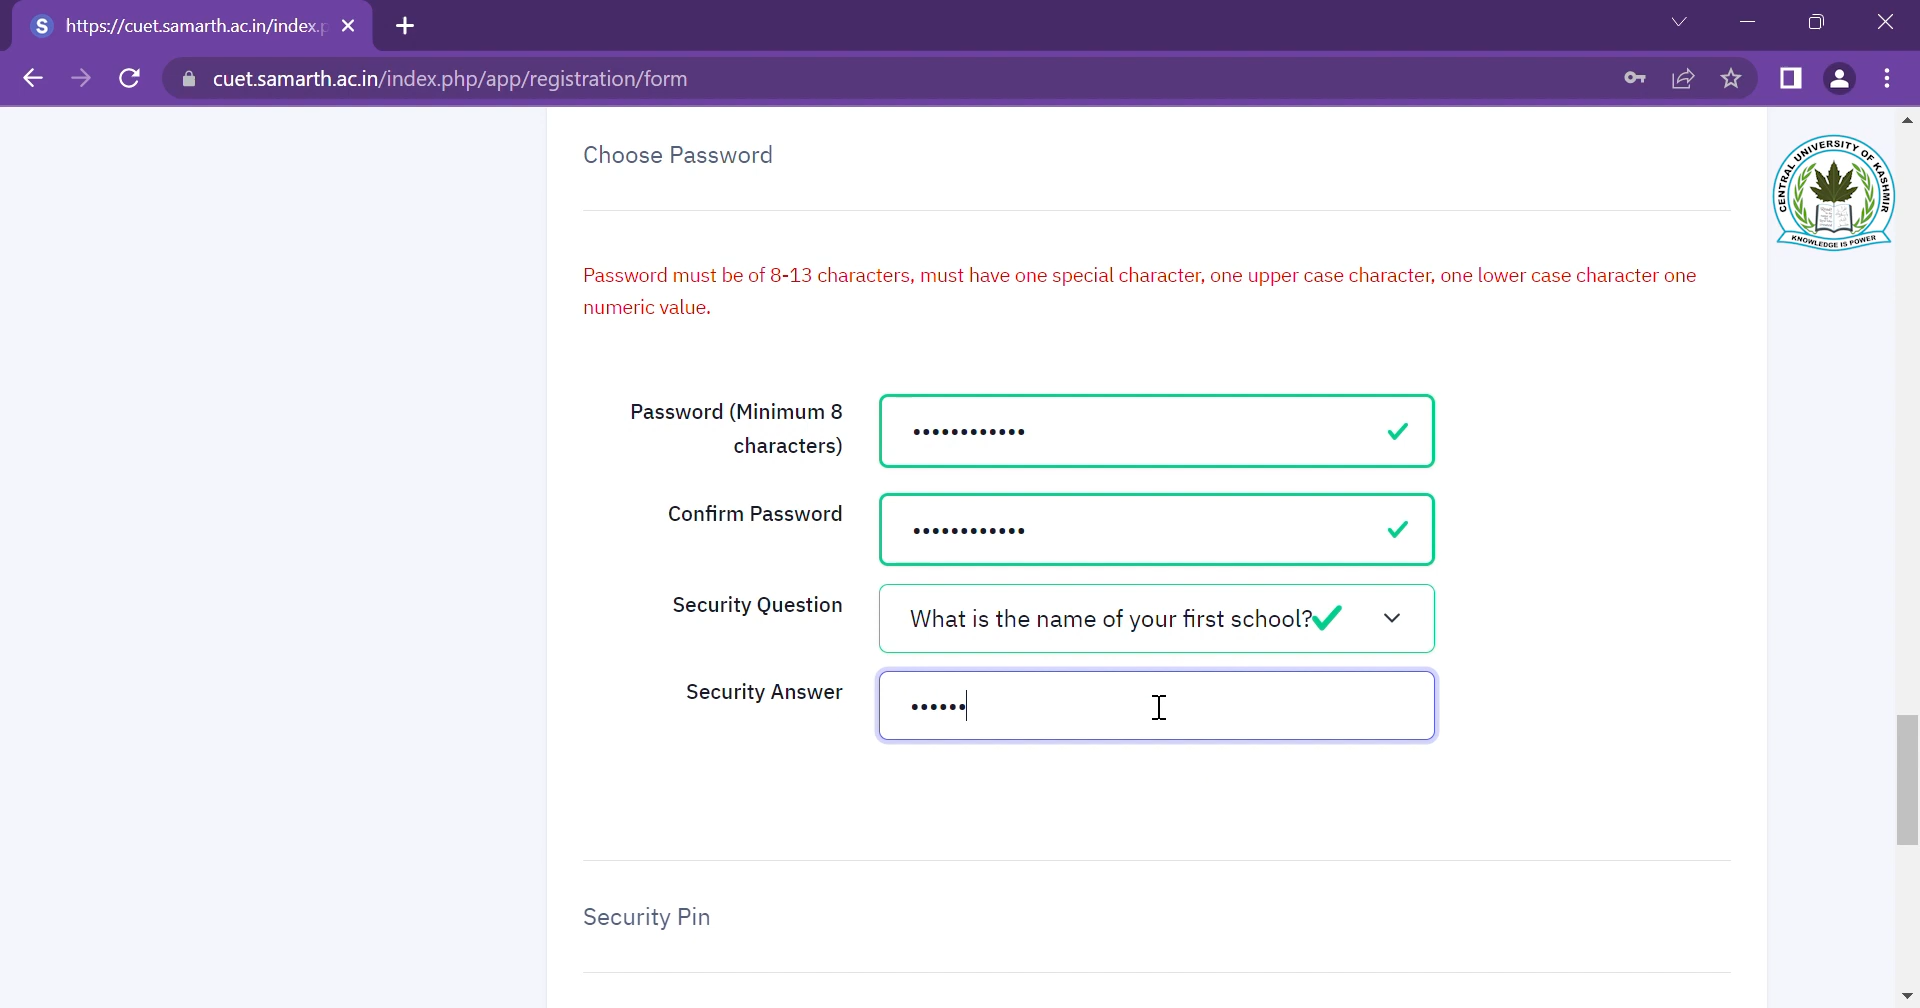 S https://cuet.samarth.ac.in/index.p
cuet.samarth.ac.in/index.php/app/registration/form
Choose Password
CENTRAL UNIVERSITY OF KASHMIR
KNOWLEDGE IS POWER
Password must be of 8-13 characters, must have one special character, one upper case character, one lower case character one
numeric value.
Password (Minimum 8
characters)
••••••••••••
Confirm Password
••••••••••••
Security Question
What is the name of your first school?
Security Answer
••••••
Security Pin